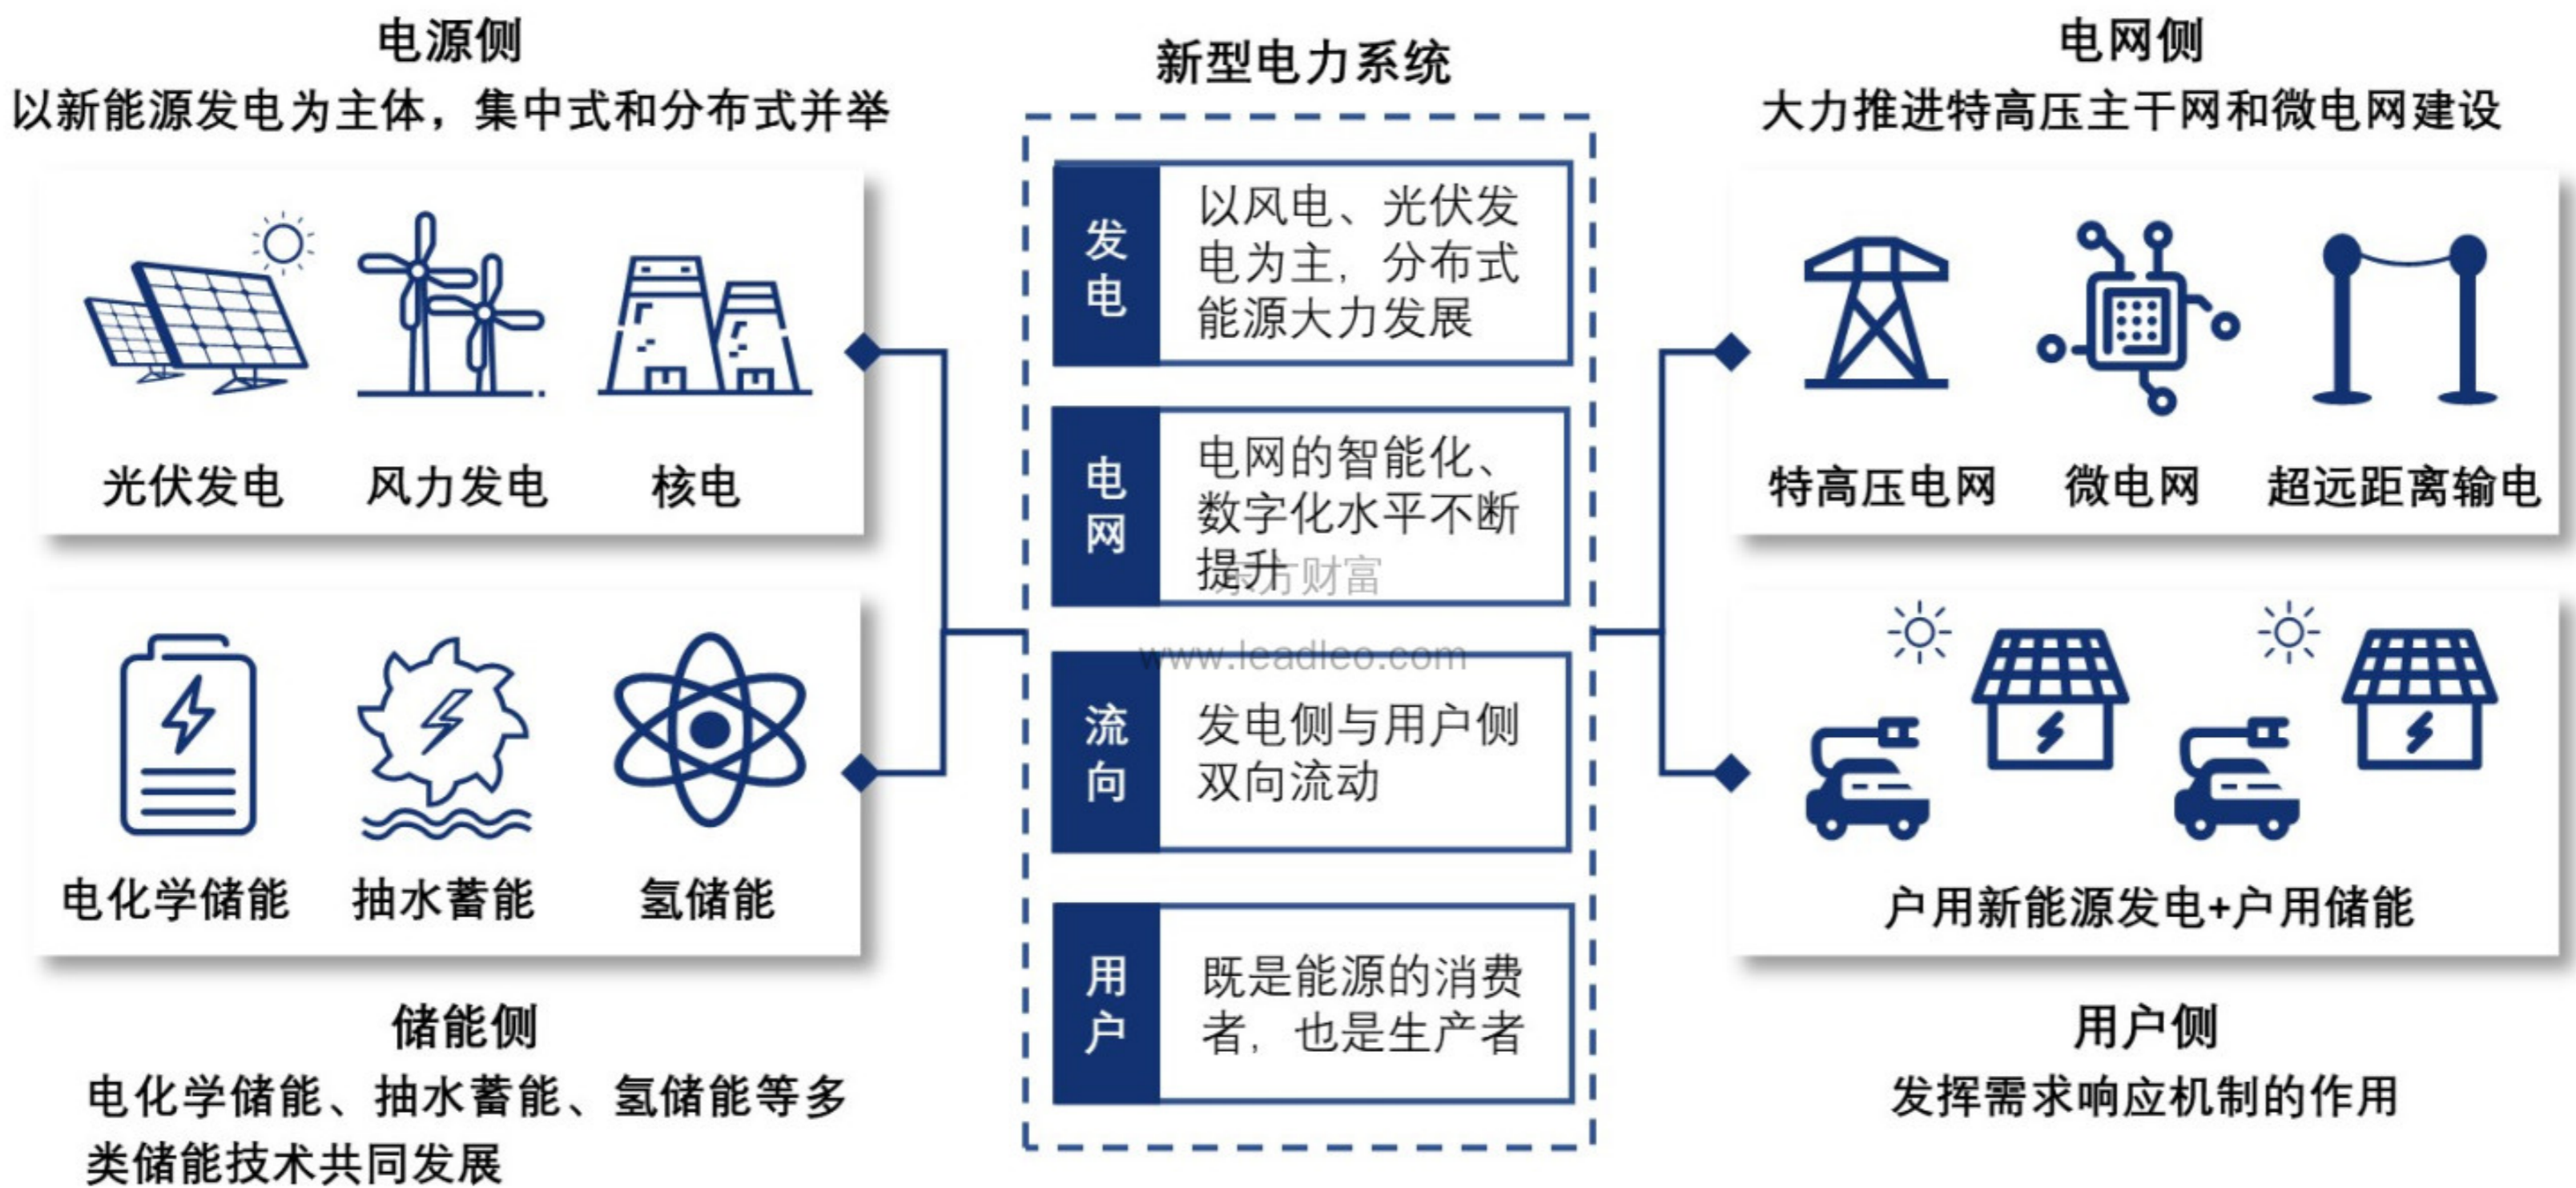 电源侧
以新能源发电为主体，集中式和分布式并举
光伏发电
风力发电
核电
电化学储能
抽水蓄能
氢储能
储能侧
电化学储能、抽水蓄能、氢储能等多
类储能技术共同发展
新型电力系统
发电
以风电、光伏发
电为主，分布式
能源大力发展
电网
电网的智能化、
数字化水平不断
提升
东方财富
www.leadleo.com
流向
发电侧与用户侧
双向流动
用户
既是能源的消费
者，也是生产者
电网侧
大力推进特高压主干网和微电网建设
特高压电网
微电网
超远距离输电
户用新能源发电+户用储能
用户侧
发挥需求响应机制的作用